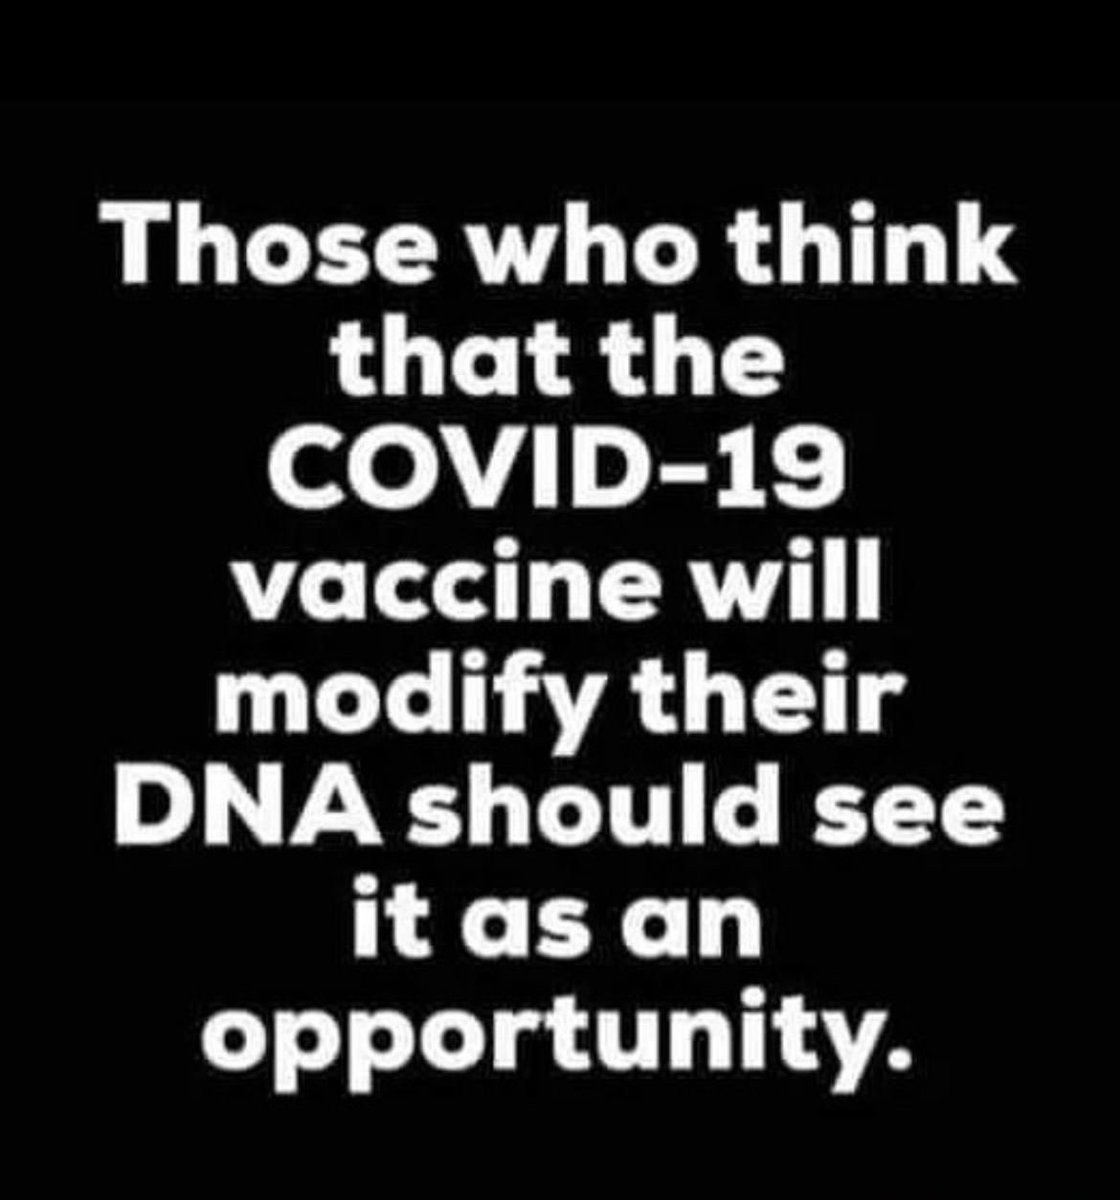 Those who think
that the
COVID-19
vaccine will
modify their
DNA should see
it as an
opportunity.